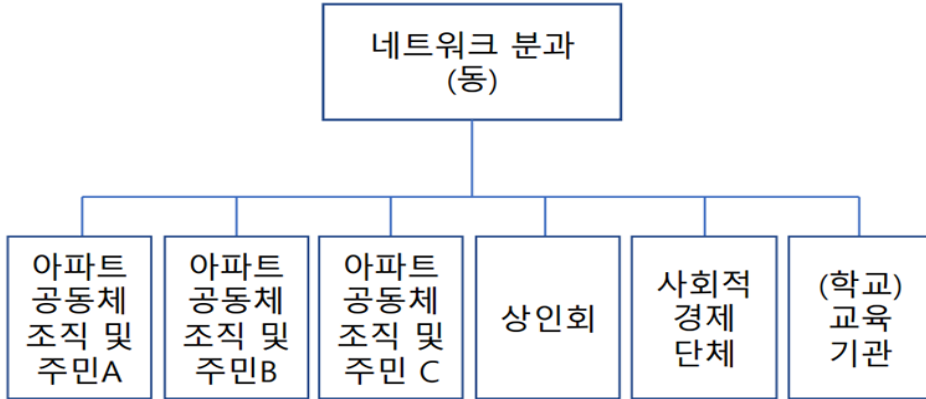 네트워크 분과
(동)
아파트
공동체
조직 및
주민A
아파트
공동체
조직 및
주민B
아파트
공동체
조직 및
주민 C
상인회
사회적
경제
단체
(학교)
교육
기관